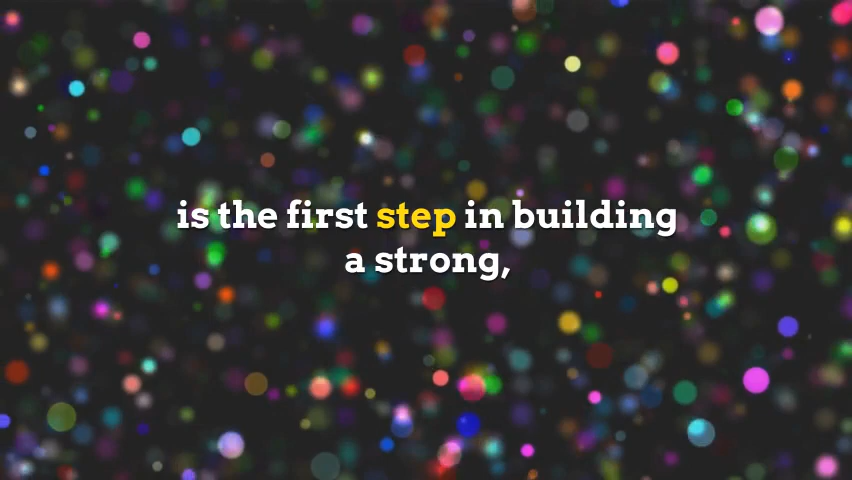 is the first step in building
a strong,